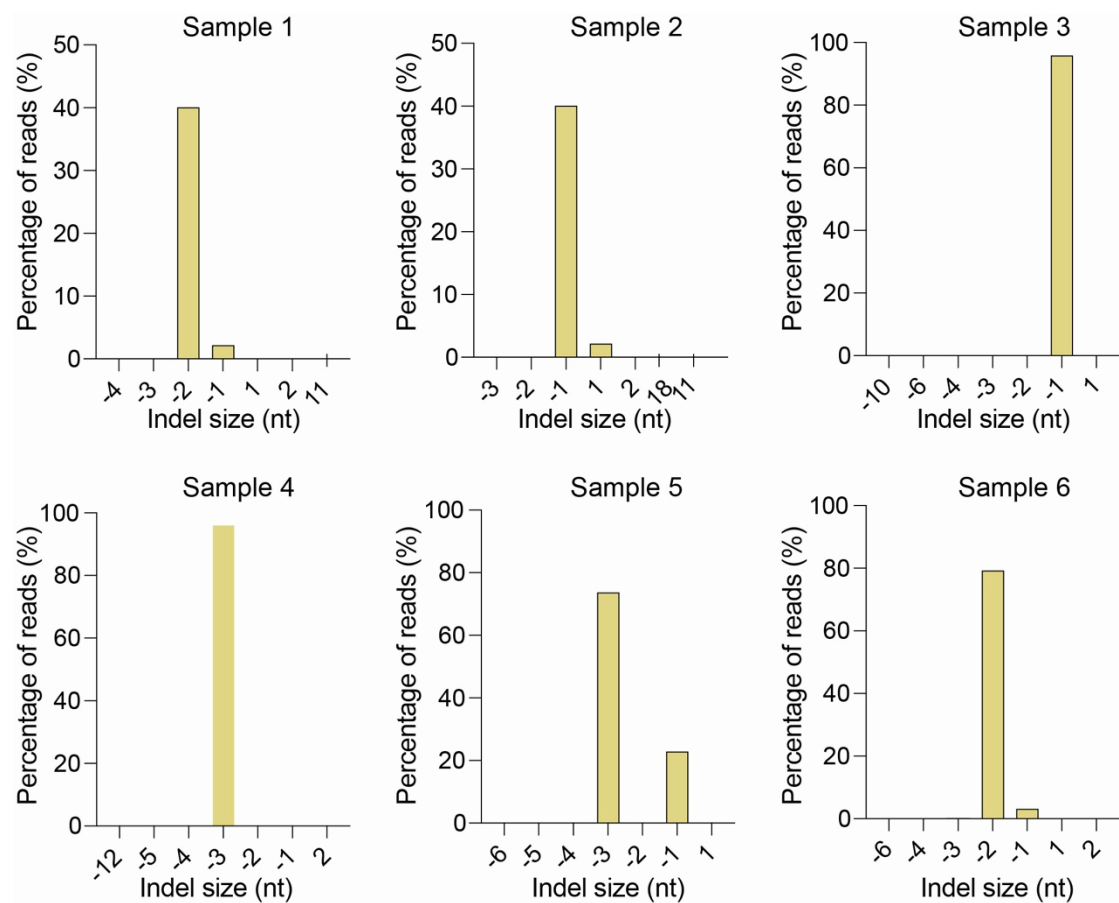 Sample 1
Percentage of reads (%)
50
40
30
20
10
0
-4 -3 -2 -1 1 2 11
Indel size (nt)
Sample 2
Percentage of reads (%)
50
40
30
20
10
0
-3 -2 -1 1 2 18 11
Indel size (nt)
Sample 3
Percentage of reads (%)
100
80
60
40
20
0
-10 -6 -4 -3 -2 -1 1
Indel size (nt)
Sample 4
Percentage of reads (%)
100
80
60
40
20
0
-12 -5 -4 -3 -2 -1 2
Indel size (nt)
Sample 5
Percentage of reads (%)
100
80
60
40
20
0
-6 -5 -4 -3 -2 -1 1
Indel size (nt)
Sample 6
Percentage of reads (%)
100
80
60
40
20
0
-6 -4 -3 -2 -1 1 2
Indel size (nt)